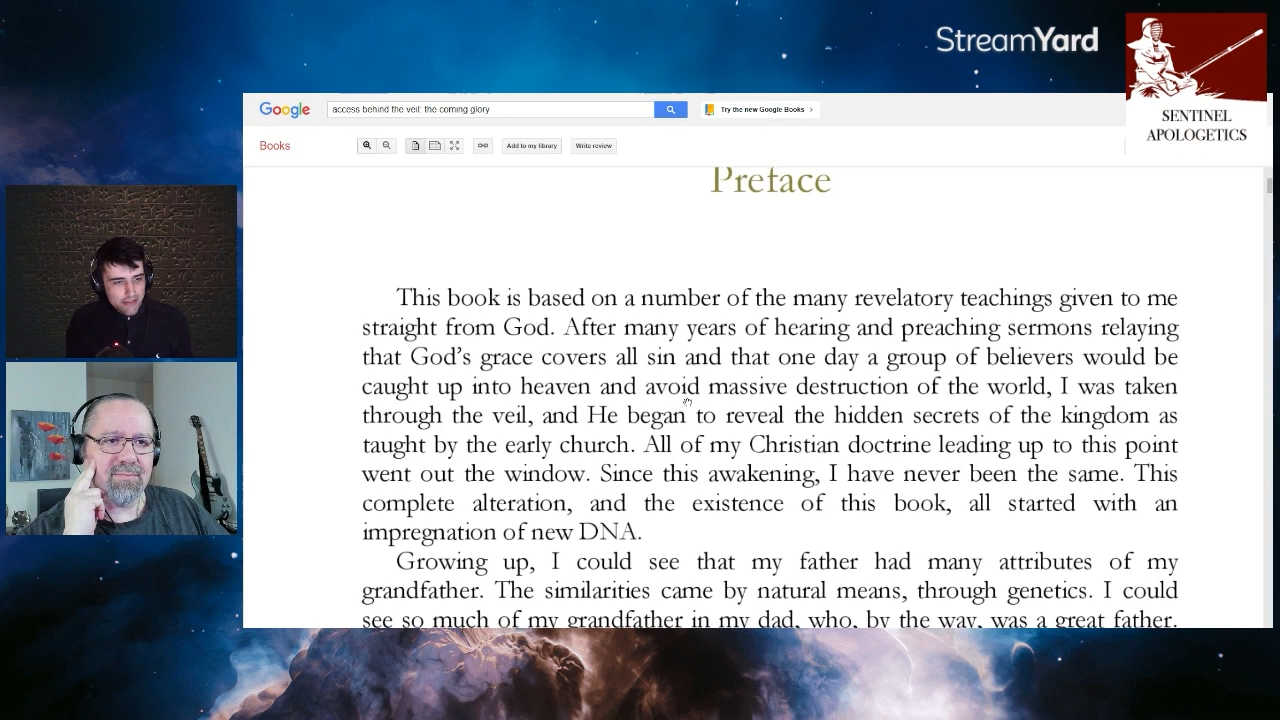 StreamYard
SENTINEL
APOLOGETICS
Google
access behind the veil: the coming glory
Try the new Google Books
Books
Add to my library
Write review
Preface
This book is based on a number of the many revelatory teachings given to me
straight from God. After many years of hearing and preaching sermons relaying
that God’s grace covers all sin and that one day a group of believers would be
caught up into heaven and avoid massive destruction of the world, I was taken
through the veil, and He began to reveal the hidden secrets of the kingdom as
taught by the early church. All of my Christian doctrine leading up to this point
went out the window. Since this awakening, I have never been the same. This
complete alteration, and the existence of this book, all started with an
impregnation of new DNA.
Growing up, I could see that my father had many attributes of my
grandfather. The similarities came by natural means, through genetics. I could
see so much of my grandfather in my dad, who, by the way, was a great father.